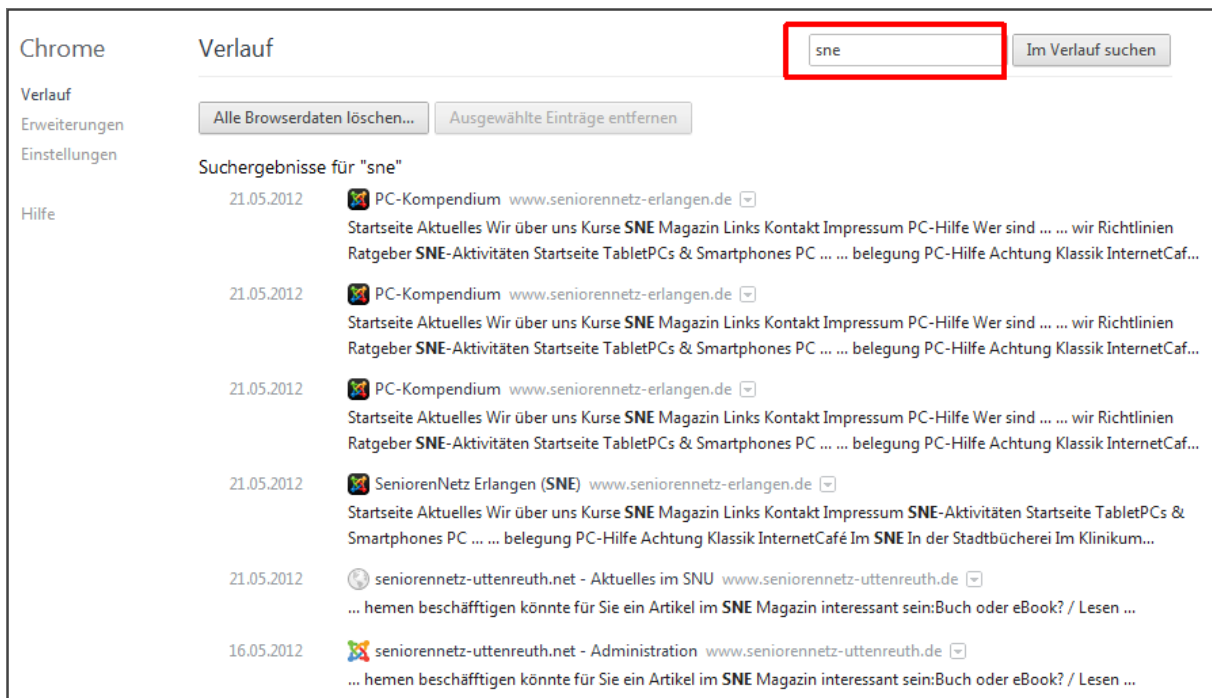 Chrome
Verlauf
sne
Im Verlauf suchen
Verlauf
Erweiterungen
Einstellungen
Hilfe
Alle Browserdaten löschen...
Ausgewählte Einträge entfernen
Suchergebnisse für "sne"
21.05.2012 PC-Kompendium www.seniorennetz-erlangen.de
Startseite Aktuelles Wir über uns Kurse SNE Magazin Links Kontakt Impressum PC-Hilfe Wer sind ... ... wir Richtlinien
Ratgeber SNE-Aktivitäten Startseite TabletPCs & Smartphones PC ... ... belegung PC-Hilfe Achtung Klassik InternetCaf...
21.05.2012 PC-Kompendium www.seniorennetz-erlangen.de
Startseite Aktuelles Wir über uns Kurse SNE Magazin Links Kontakt Impressum PC-Hilfe Wer sind ... ... wir Richtlinien
Ratgeber SNE-Aktivitäten Startseite TabletPCs & Smartphones PC ... ... belegung PC-Hilfe Achtung Klassik InternetCaf...
21.05.2012 PC-Kompendium www.seniorennetz-erlangen.de
Startseite Aktuelles Wir über uns Kurse SNE Magazin Links Kontakt Impressum PC-Hilfe Wer sind ... ... wir Richtlinien
Ratgeber SNE-Aktivitäten Startseite TabletPCs & Smartphones PC ... ... belegung PC-Hilfe Achtung Klassik InternetCaf...
21.05.2012 SeniorenNetz Erlangen (SNE) www.seniorennetz-erlangen.de
Startseite Aktuelles Wir über uns Kurse SNE Magazin Links Kontakt Impressum SNE-Aktivitäten Startseite TabletPCs &
Smartphones PC ... ... belegung PC-Hilfe Achtung Klassik InternetCafé Im SNE In der Stadtbücherei Im Klinikum...
21.05.2012 seniorennetz-uttenreuth.net - Aktuelles im SNU www.seniorennetz-uttenreuth.de
... hemen beschäfftigen könnte für Sie ein Artikel im SNE Magazin interessant sein:Buch oder eBook? / Lesen ...
16.05.2012 seniorennetz-uttenreuth.net - Administration www.seniorennetz-uttenreuth.de
... hemen beschäfftigen könnte für Sie ein Artikel im SNE Magazin interessant sein:Buch oder eBook? / Lesen ...